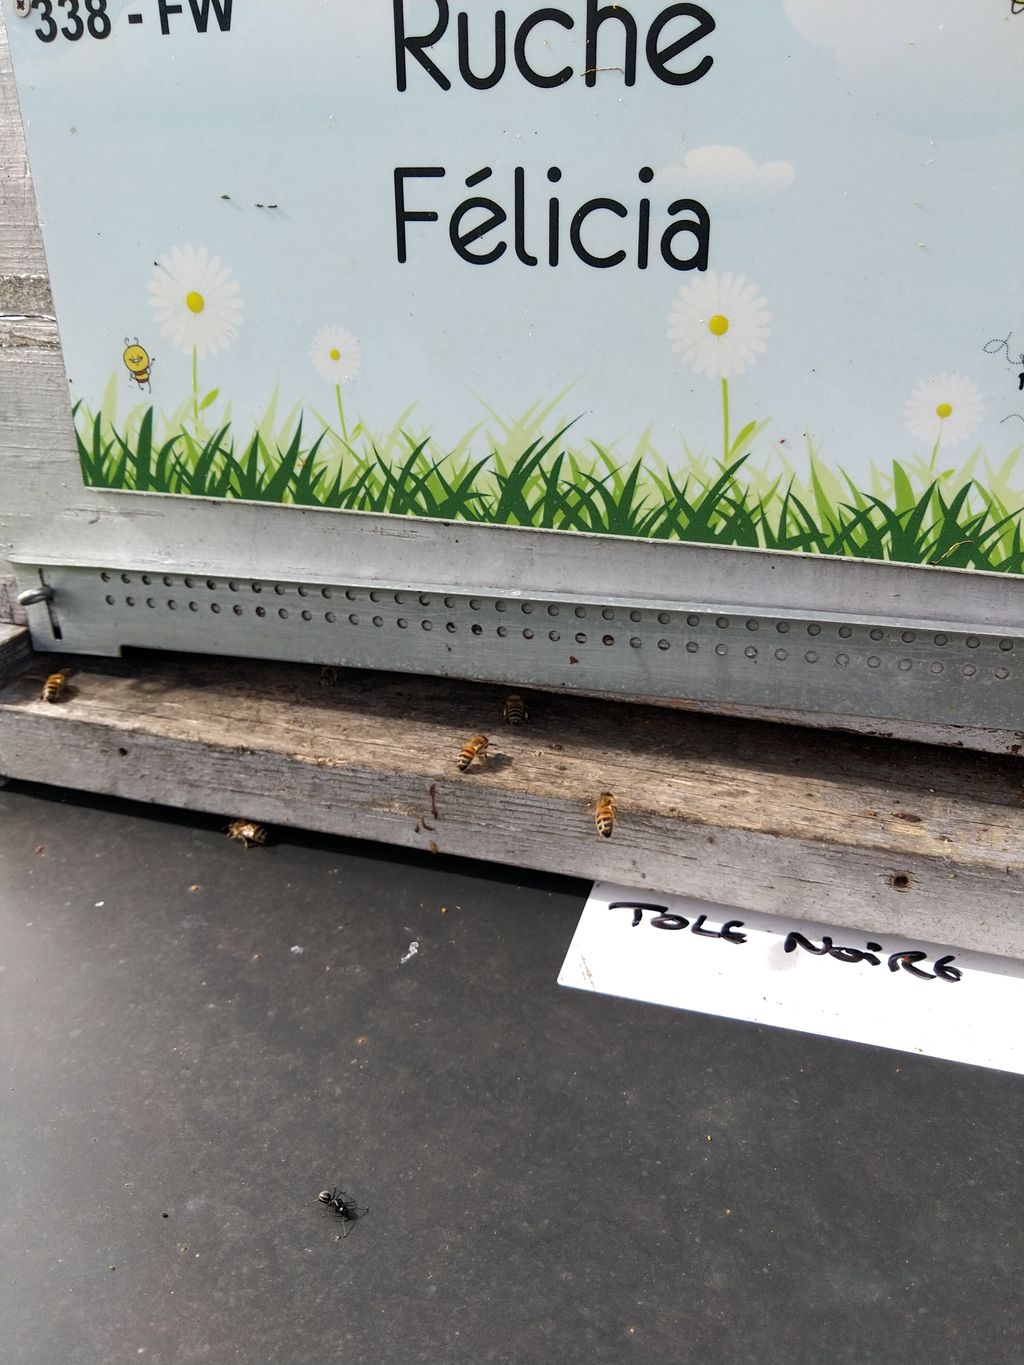 338 - FW
Ruche
Félicia
TOLE NOIRE